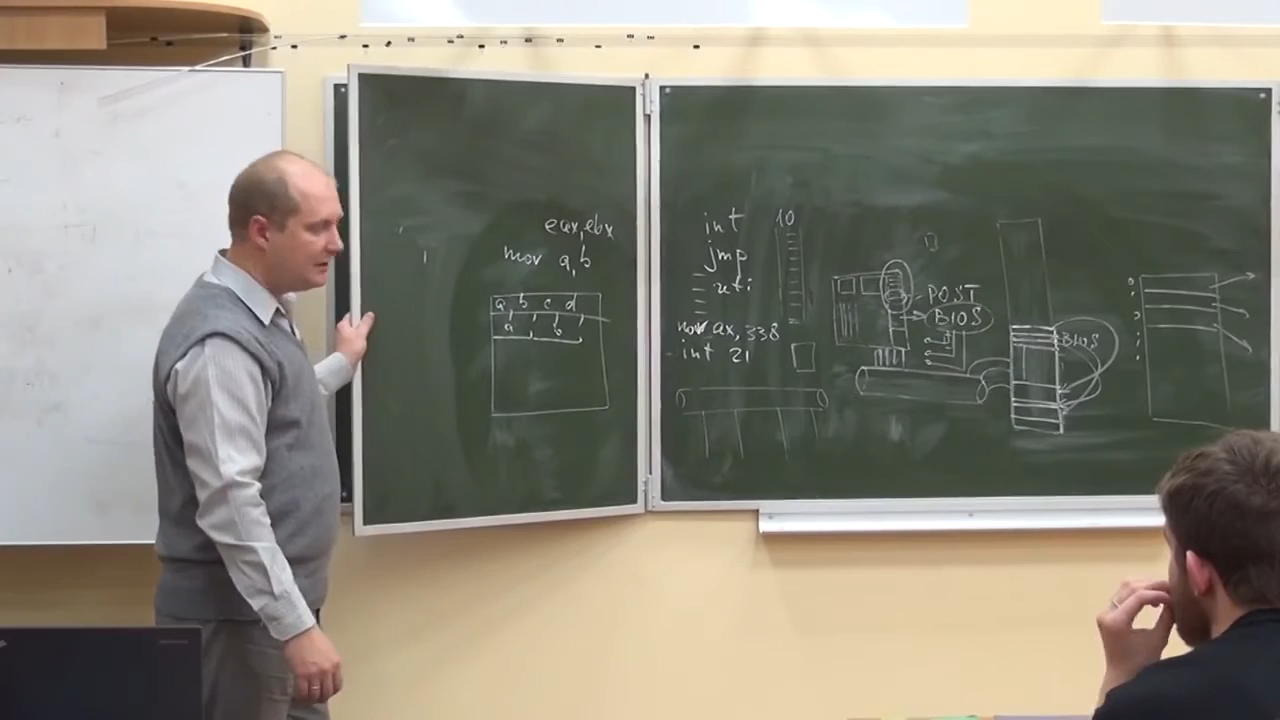 eax, ebx
mov a, b
a b c d
a b
int 10
jmp
mov ax, 338
int 21
POST
BIOS
BIOS